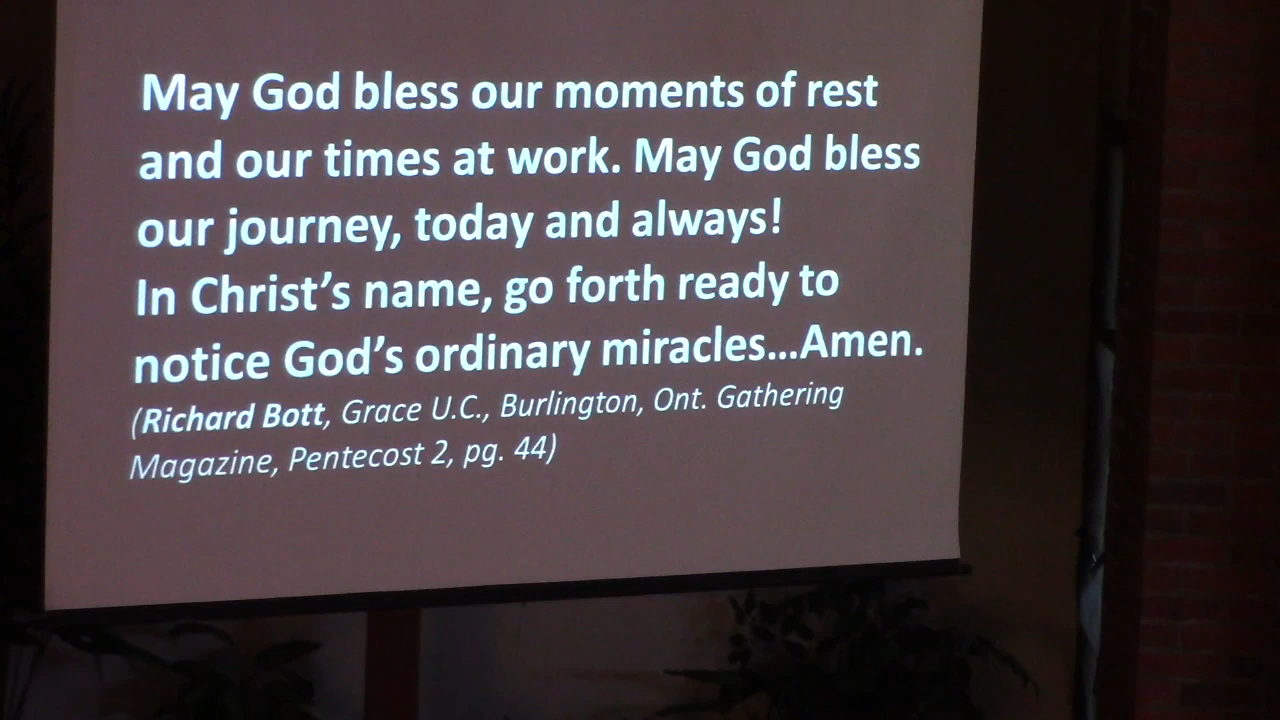 May God bless our moments of rest
and our times at work. May God bless
our journey, today and always!
In Christ’s name, go forth ready to
notice God’s ordinary miracles...Amen.
(Richard Bott, Grace U.C., Burlington, Ont. Gathering
Magazine, Pentecost 2, pg. 44)